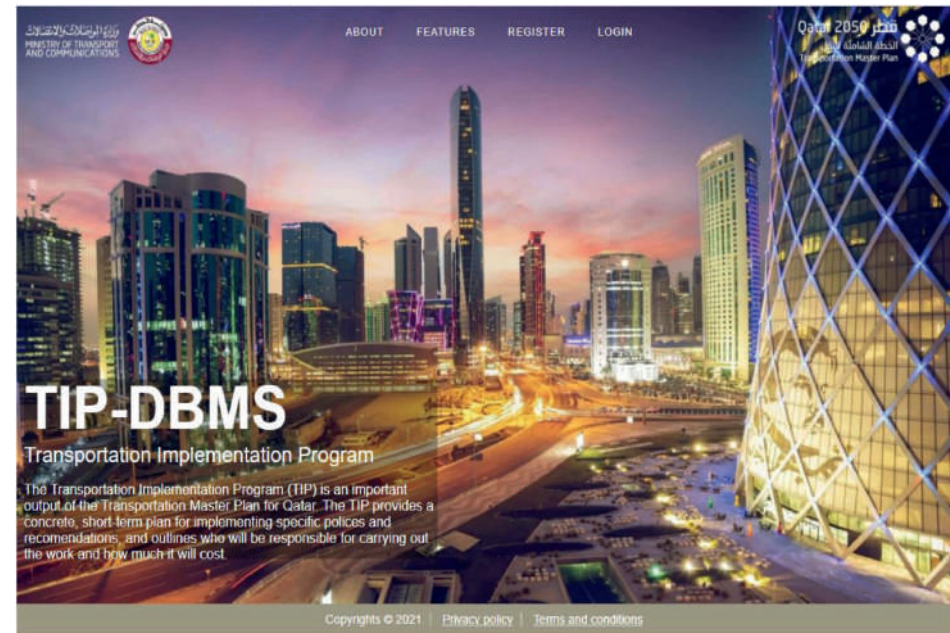 وزارة المواصلات والاتصالات
MINISTRY OF TRANSPORT
AND COMMUNICATIONS
ABOUT FEATURES REGISTER LOGIN
Qatar 2050 قطر
الخطة الشاملة للنقل
Transportation Master Plan
TIP-DBMS
Transportation Implementation Program
The Transportation Implementation Program (TIP) is an important
output of the Transportation Master Plan for Qatar. The TIP provides a
concrete, short-term plan for implementing specific polices and
recomendations, and outlines who will be responsible for carrying out
the work and how much it will cost.
Copyrights © 2021 | Privacy policy | Terms and conditions